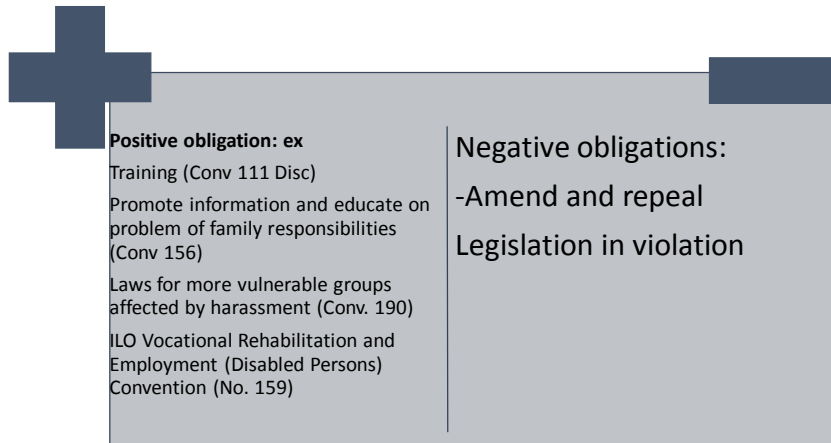 Positive obligation: ex
Training (Conv 111 Disc)
Promote information and educate on
problem of family responsibilities
(Conv 156)
Laws for more vulnerable groups
affected by harassment (Conv. 190)
ILO Vocational Rehabilitation and
Employment (Disabled Persons)
Convention (No. 159)
Negative obligations:
-Amend and repeal
Legislation in violation